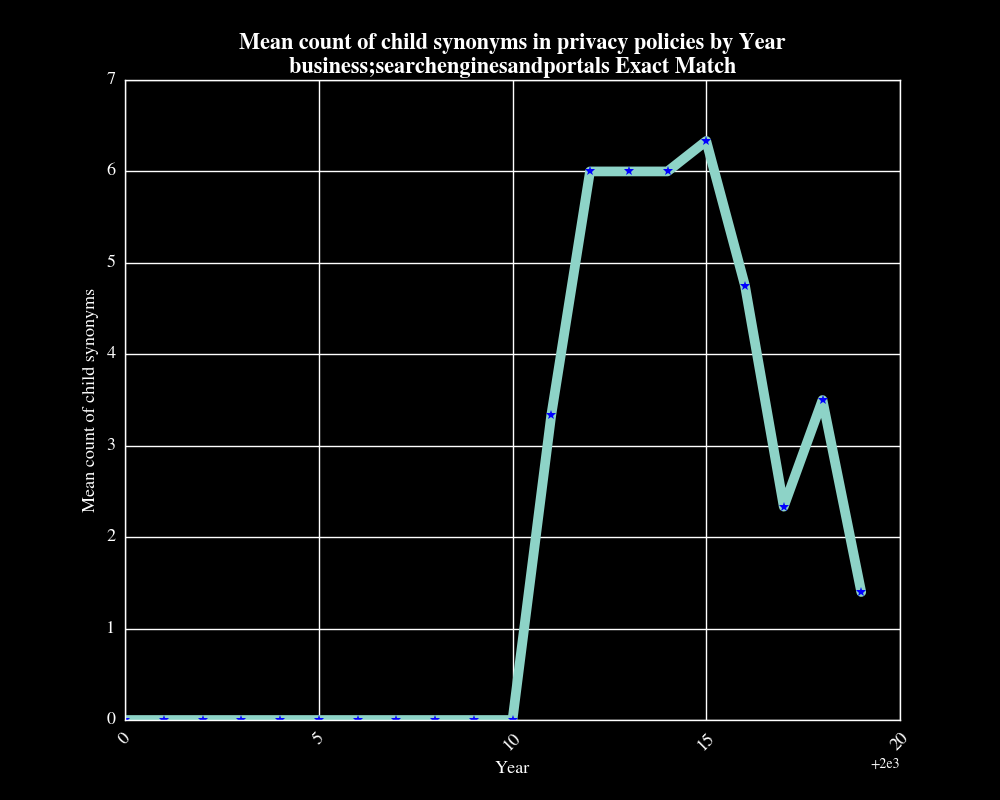 Mean count of child synonyms in privacy policies by Year
business;searchenginesandportals Exact Match
7
6
5
4
3
2
1
0
Mean count of child synonyms
0
5
10
15
20
+2e3
Year